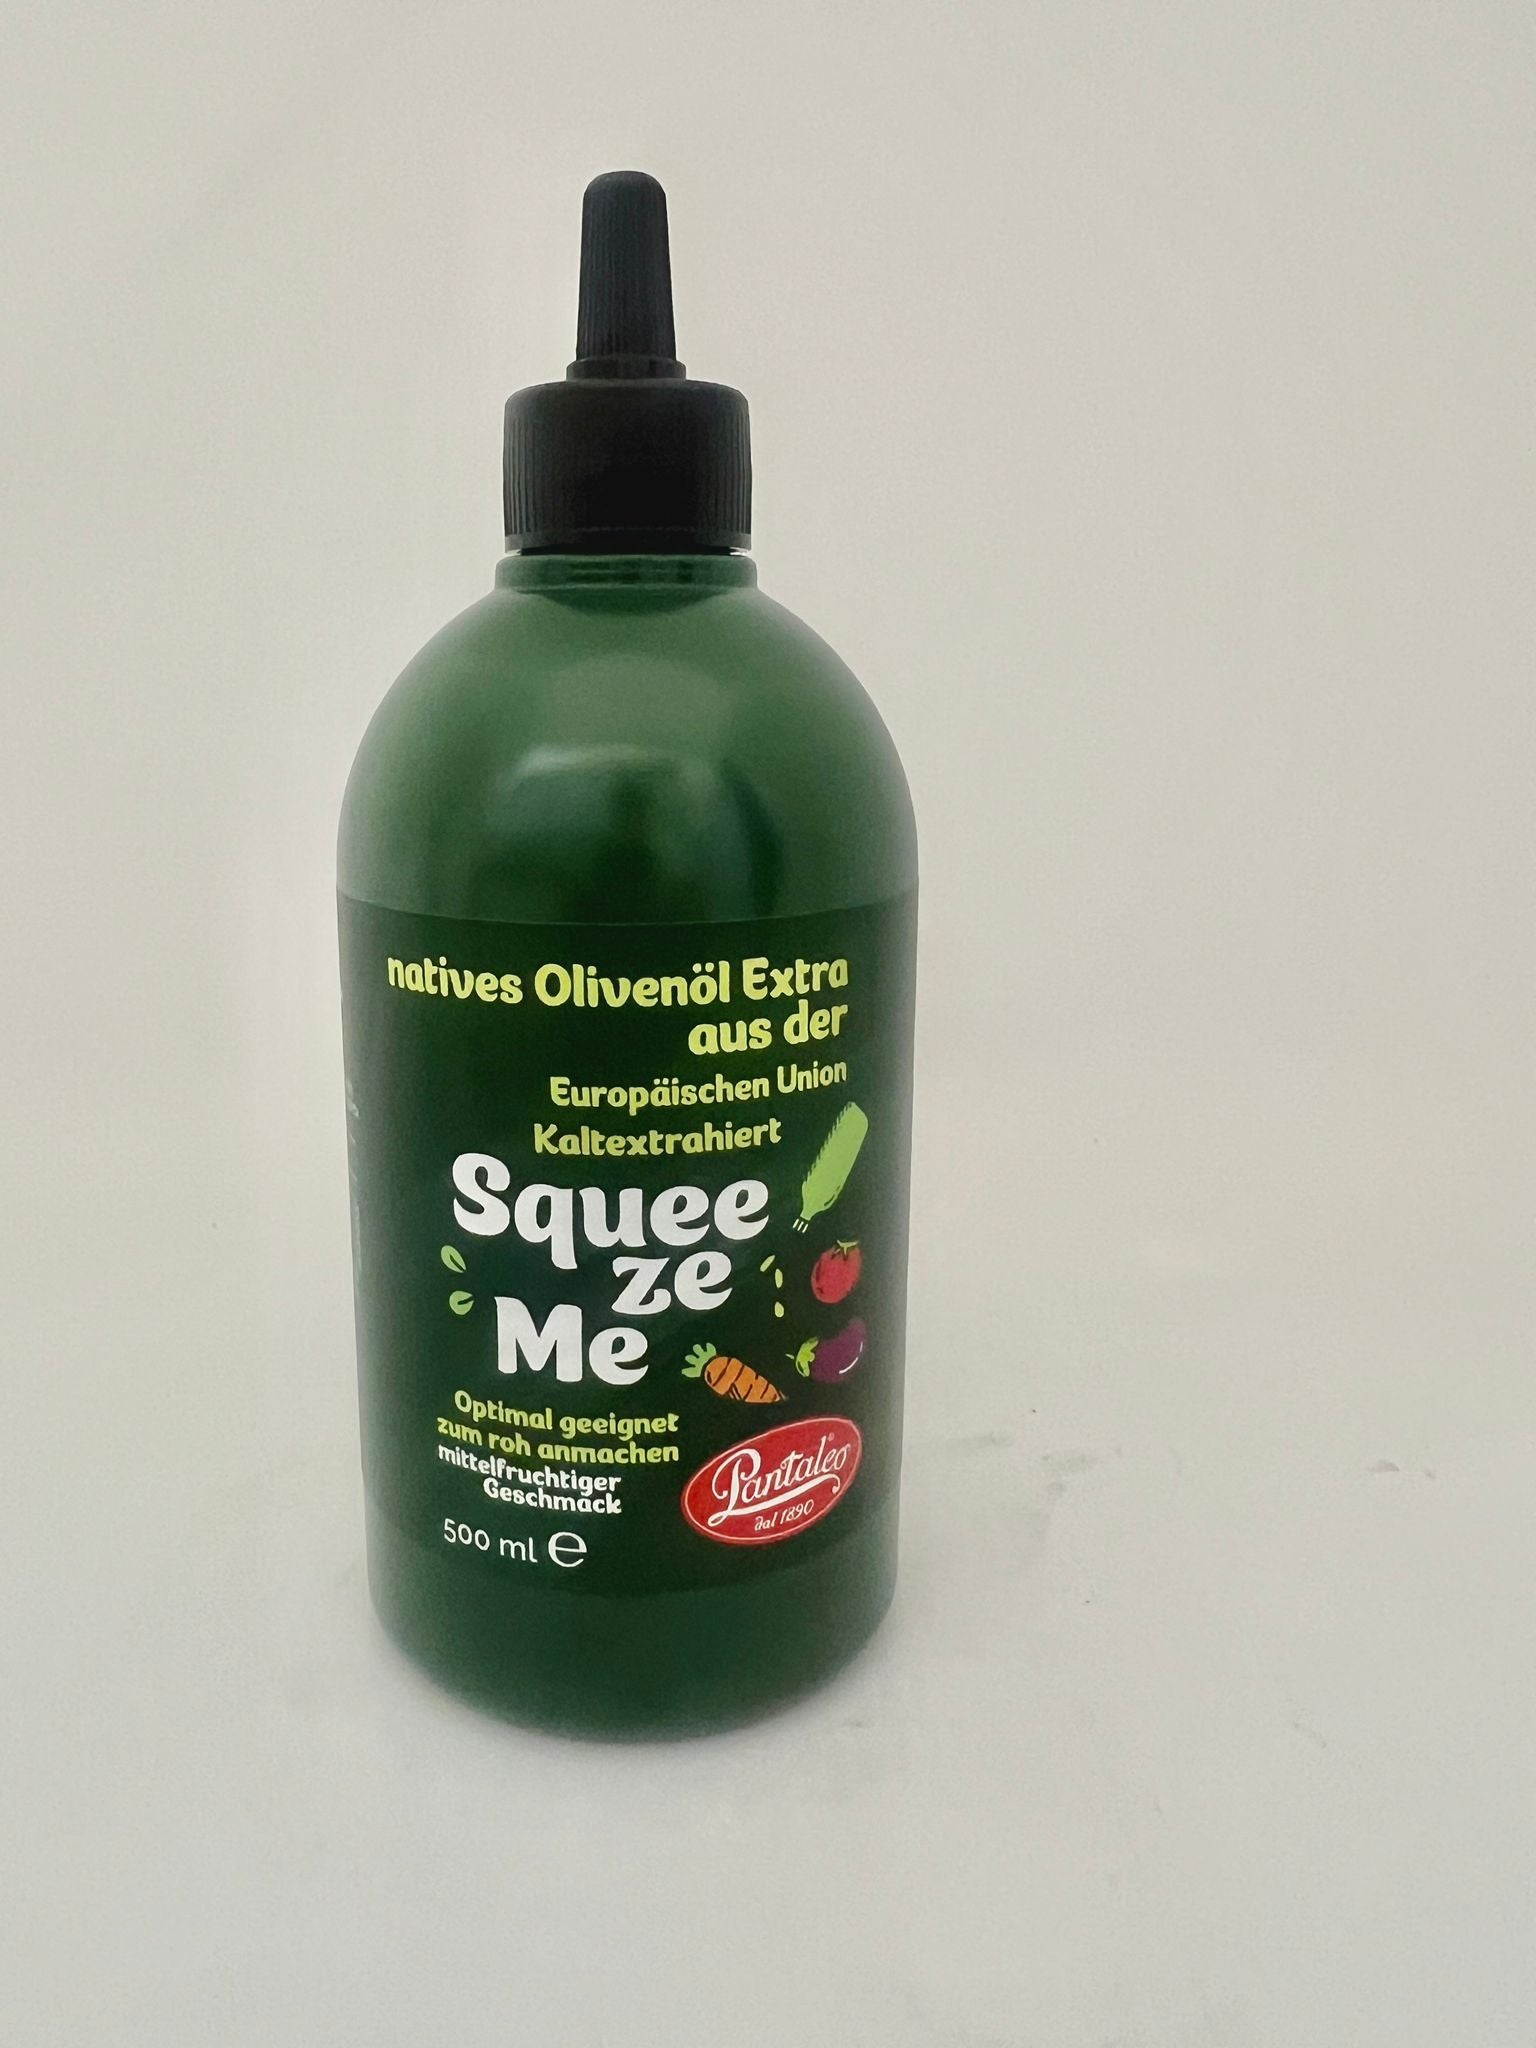 natives Olivenöl Extra
aus der
Europäischen Union
Kaltextrahiert
Squee
ze
Me
Optimal geeignet
zum roh anmachen
mittelfruchtiger
Geschmack
500 ml ℮
Pantaleo®
dal 1890